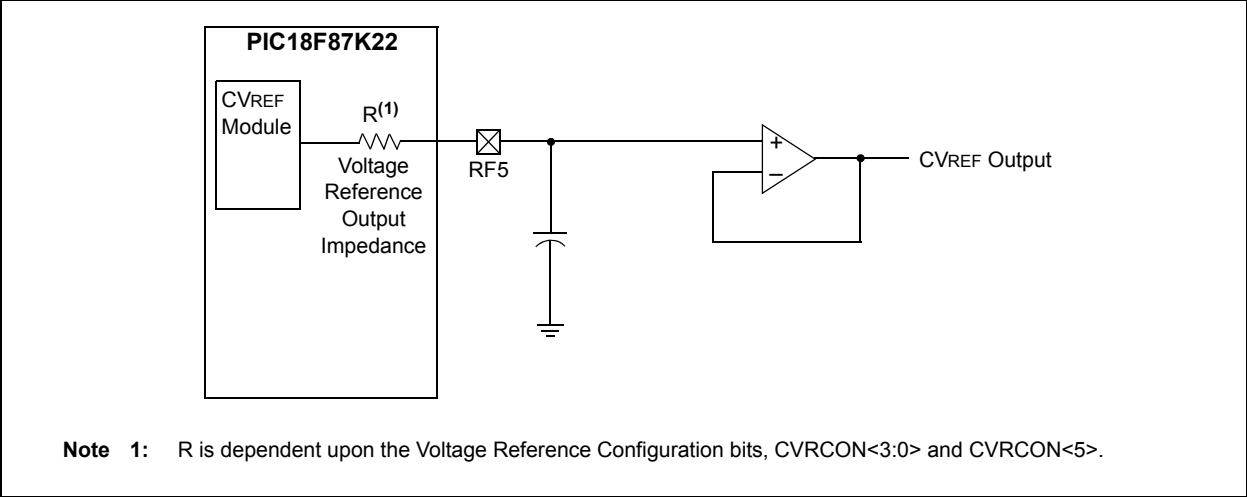 PIC18F87K22
CVREF
Module
R(1)
Voltage
Reference
Output
Impedance
RF5
+
–
CVREF Output
Note 1: R is dependent upon the Voltage Reference Configuration bits, CVRCON<3:0> and CVRCON<5>.